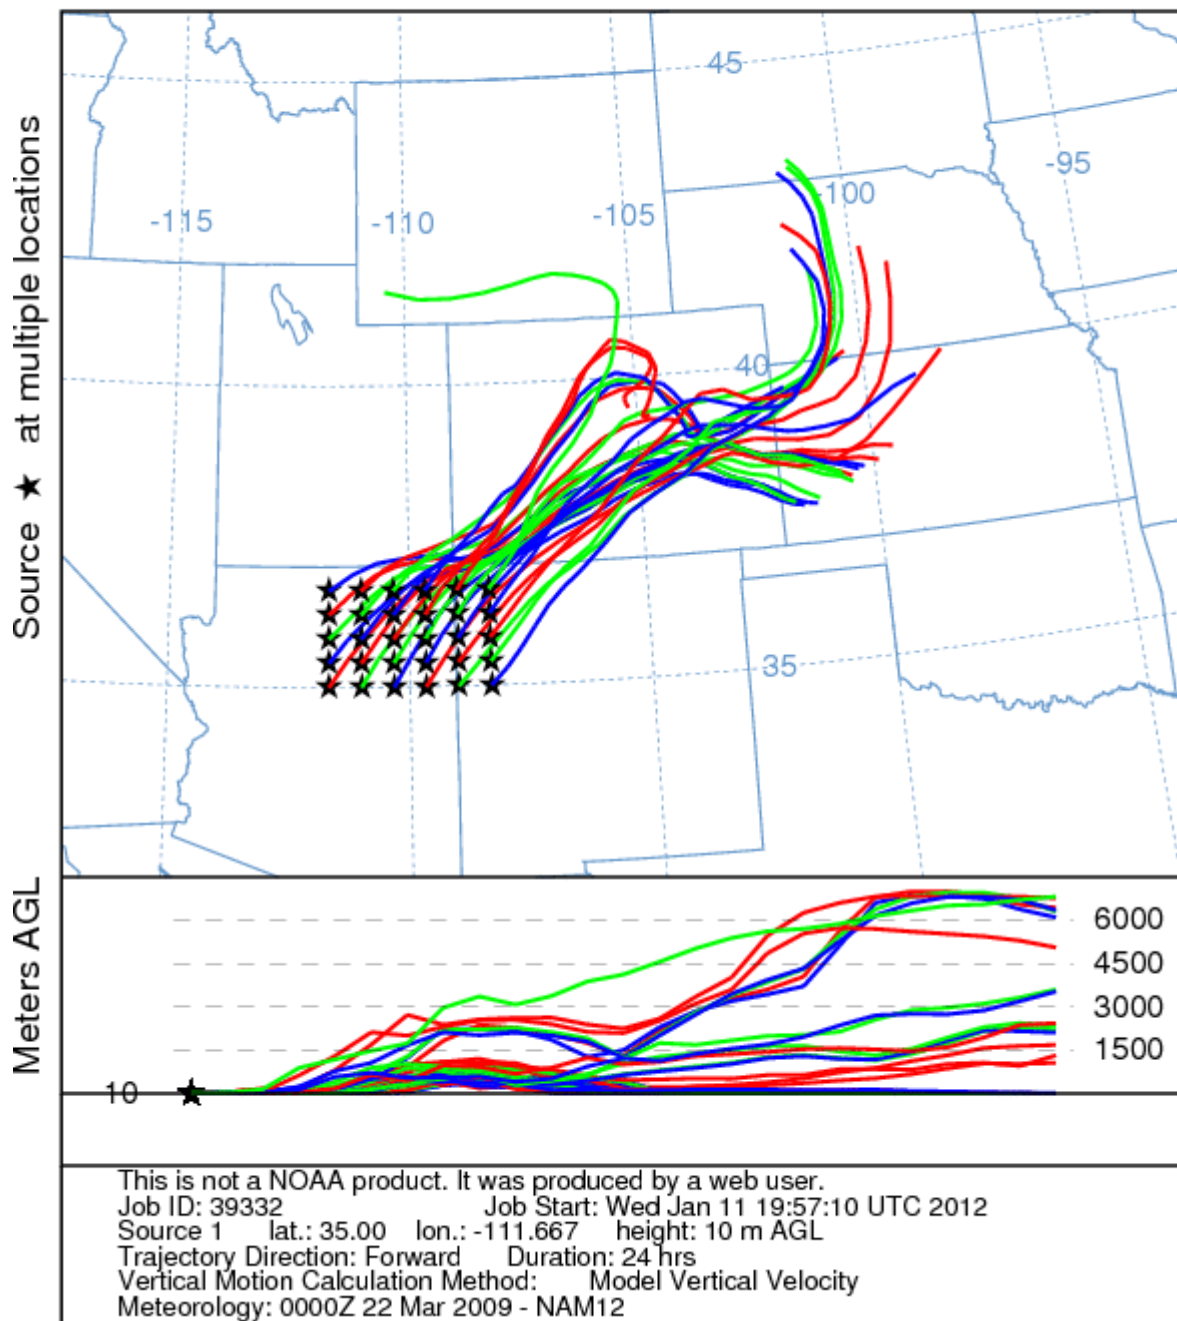 Source ★ at multiple locations
45
-95
-100
-115
-110
-105
40
35
Meters AGL
6000
4500
3000
1500
10
This is not a NOAA product. It was produced by a web user.
Job ID: 39332 Job Start: Wed Jan 11 19:57:10 UTC 2012
Source 1 lat.: 35.00 lon.: -111.667 height: 10 m AGL
Trajectory Direction: Forward Duration: 24 hrs
Vertical Motion Calculation Method: Model Vertical Velocity
Meteorology: 0000Z 22 Mar 2009 - NAM12